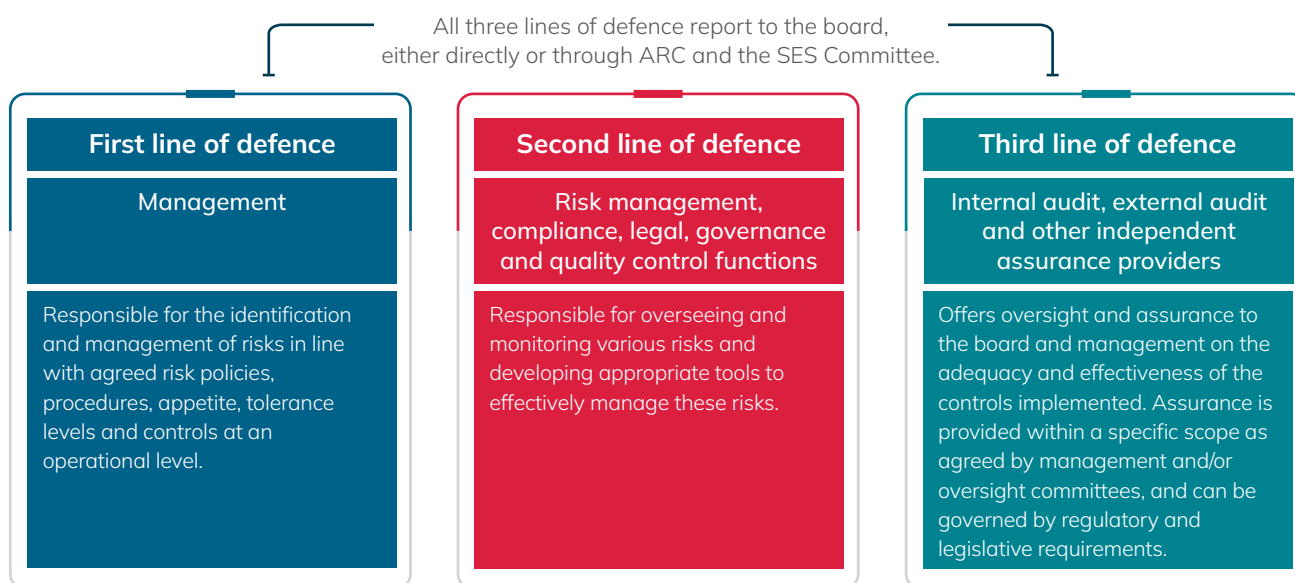 All three lines of defence report to the board,
either directly or through ARC and the SES Committee.
First line of defence
Management
Responsible for the identification
and management of risks in line
with agreed risk policies,
procedures, appetite, tolerance
levels and controls at an
operational level.
Second line of defence
Risk management,
compliance, legal, governance
and quality control functions
Responsible for overseeing and
monitoring various risks and
developing appropriate tools to
effectively manage these risks.
Third line of defence
Internal audit, external audit
and other independent
assurance providers
Offers oversight and assurance to
the board and management on the
adequacy and effectiveness of the
controls implemented. Assurance is
provided within a specific scope as
agreed by management and/or
oversight committees, and can be
governed by regulatory and
legislative requirements.